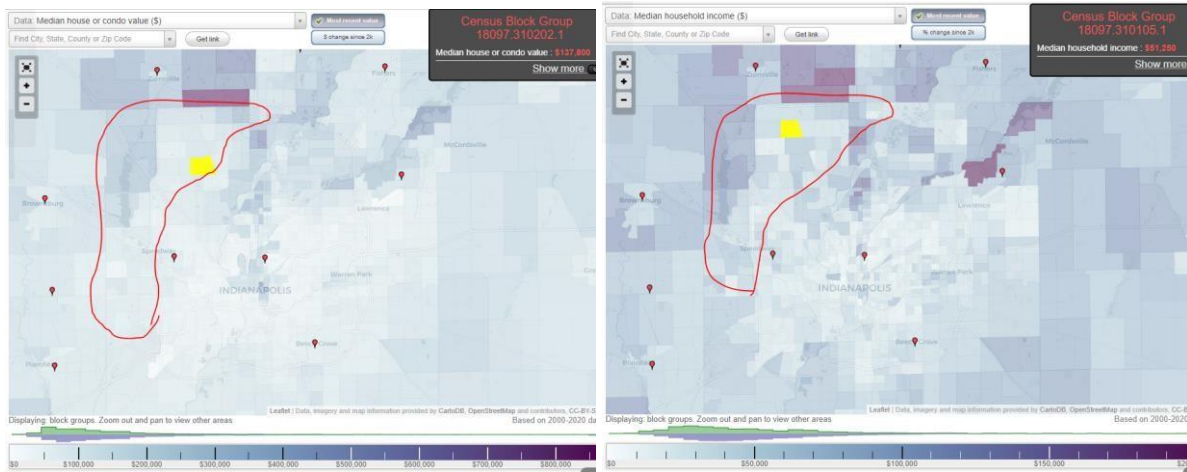 Data: Median house or condo value ($)
Most recent value
Find City, State, County or Zip Code
Get link
$ change since 2k
Census Block Group
18097.310202.1
Median house or condo value : $137,800
Show more
Zionsville
Fishers
McCordsville
Brownsburg
Lawrence
Speedway
Warren Park
INDIANAPOLIS
Beech Grove
Plainfield
Leaflet | Data, imagery and map information provided by CartoDB, OpenStreetMap and contributors, CC-BY-S
Displaying: block groups. Zoom out and pan to view other areas
Based on 2000-2020 da
$0 $100,000 $200,000 $300,000 $400,000 $500,000 $600,000 $700,000 $800,000
Data: Median household income ($)
Most recent value
Find City, State, County or Zip Code
Get link
% change since 2k
Census Block Group
18097.310105.1
Median household income : $51,250
Show more
Zionsville
Fishers
McCordsville
Brownsburg
Lawrence
Speedway
Warren Park
INDIANAPOLIS
Beech Grove
Plainfield
Leaflet | Data, imagery and map information provided by CartoDB, OpenStreetMap and contributors, CC-BY-S
Displaying: block groups. Zoom out and pan to view other areas
Based on 2000-2020
$0 $50,000 $100,000 $150,000